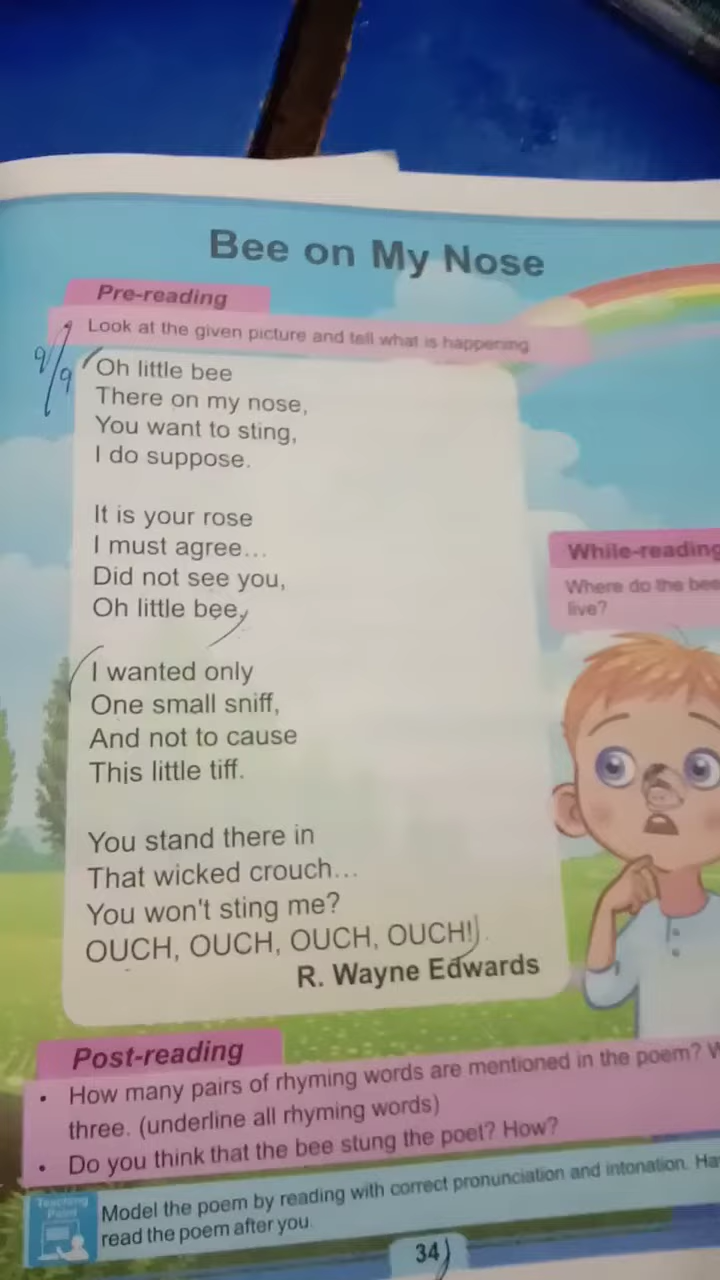 Bee on My Nose
Pre-reading
Look at the given picture and tell what is happening
9/9
Oh little bee
There on my nose,
You want to sting,
I do suppose.
It is your rose
I must agree...
Did not see you,
Oh little bee,
While-reading
Where do the bee
live?
I wanted only
One small sniff,
And not to cause
This little tiff.
You stand there in
That wicked crouch...
You won't sting me?
OUCH, OUCH, OUCH, OUCH!
R. Wayne Edwards
Post-reading
• How many pairs of rhyming words are mentioned in the poem? W
three. (underline all rhyming words)
• Do you think that the bee stung the poet? How?
Teaching
Point
Model the poem by reading with correct pronunciation and intonation. Ha
read the poem after you.
34